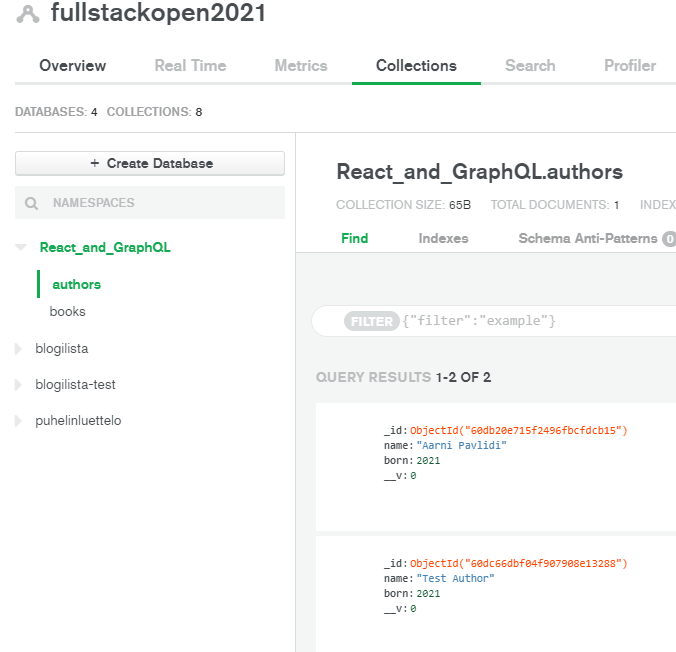 fullstackopen2021
Overview Real Time Metrics Collections Search Profiler
DATABASES: 4 COLLECTIONS: 8
+ Create Database
NAMESPACES
React_and_GraphQL
authors
books
blogilista
blogilista-test
puhelinluettelo
React_and_GraphQL.authors
COLLECTION SIZE: 65B TOTAL DOCUMENTS: 1 INDEX
Find Indexes Schema Anti-Patterns 0
FILTER {"filter":"example"}
QUERY RESULTS 1-2 OF 2
_id: ObjectId("60db20e715f2496fbcfdcb15")
name: "Aarni Pavlidi"
born: 2021
__v: 0
_id: ObjectId("60dc66dbf04f907908e13288")
name: "Test Author"
born: 2021
__v: 0